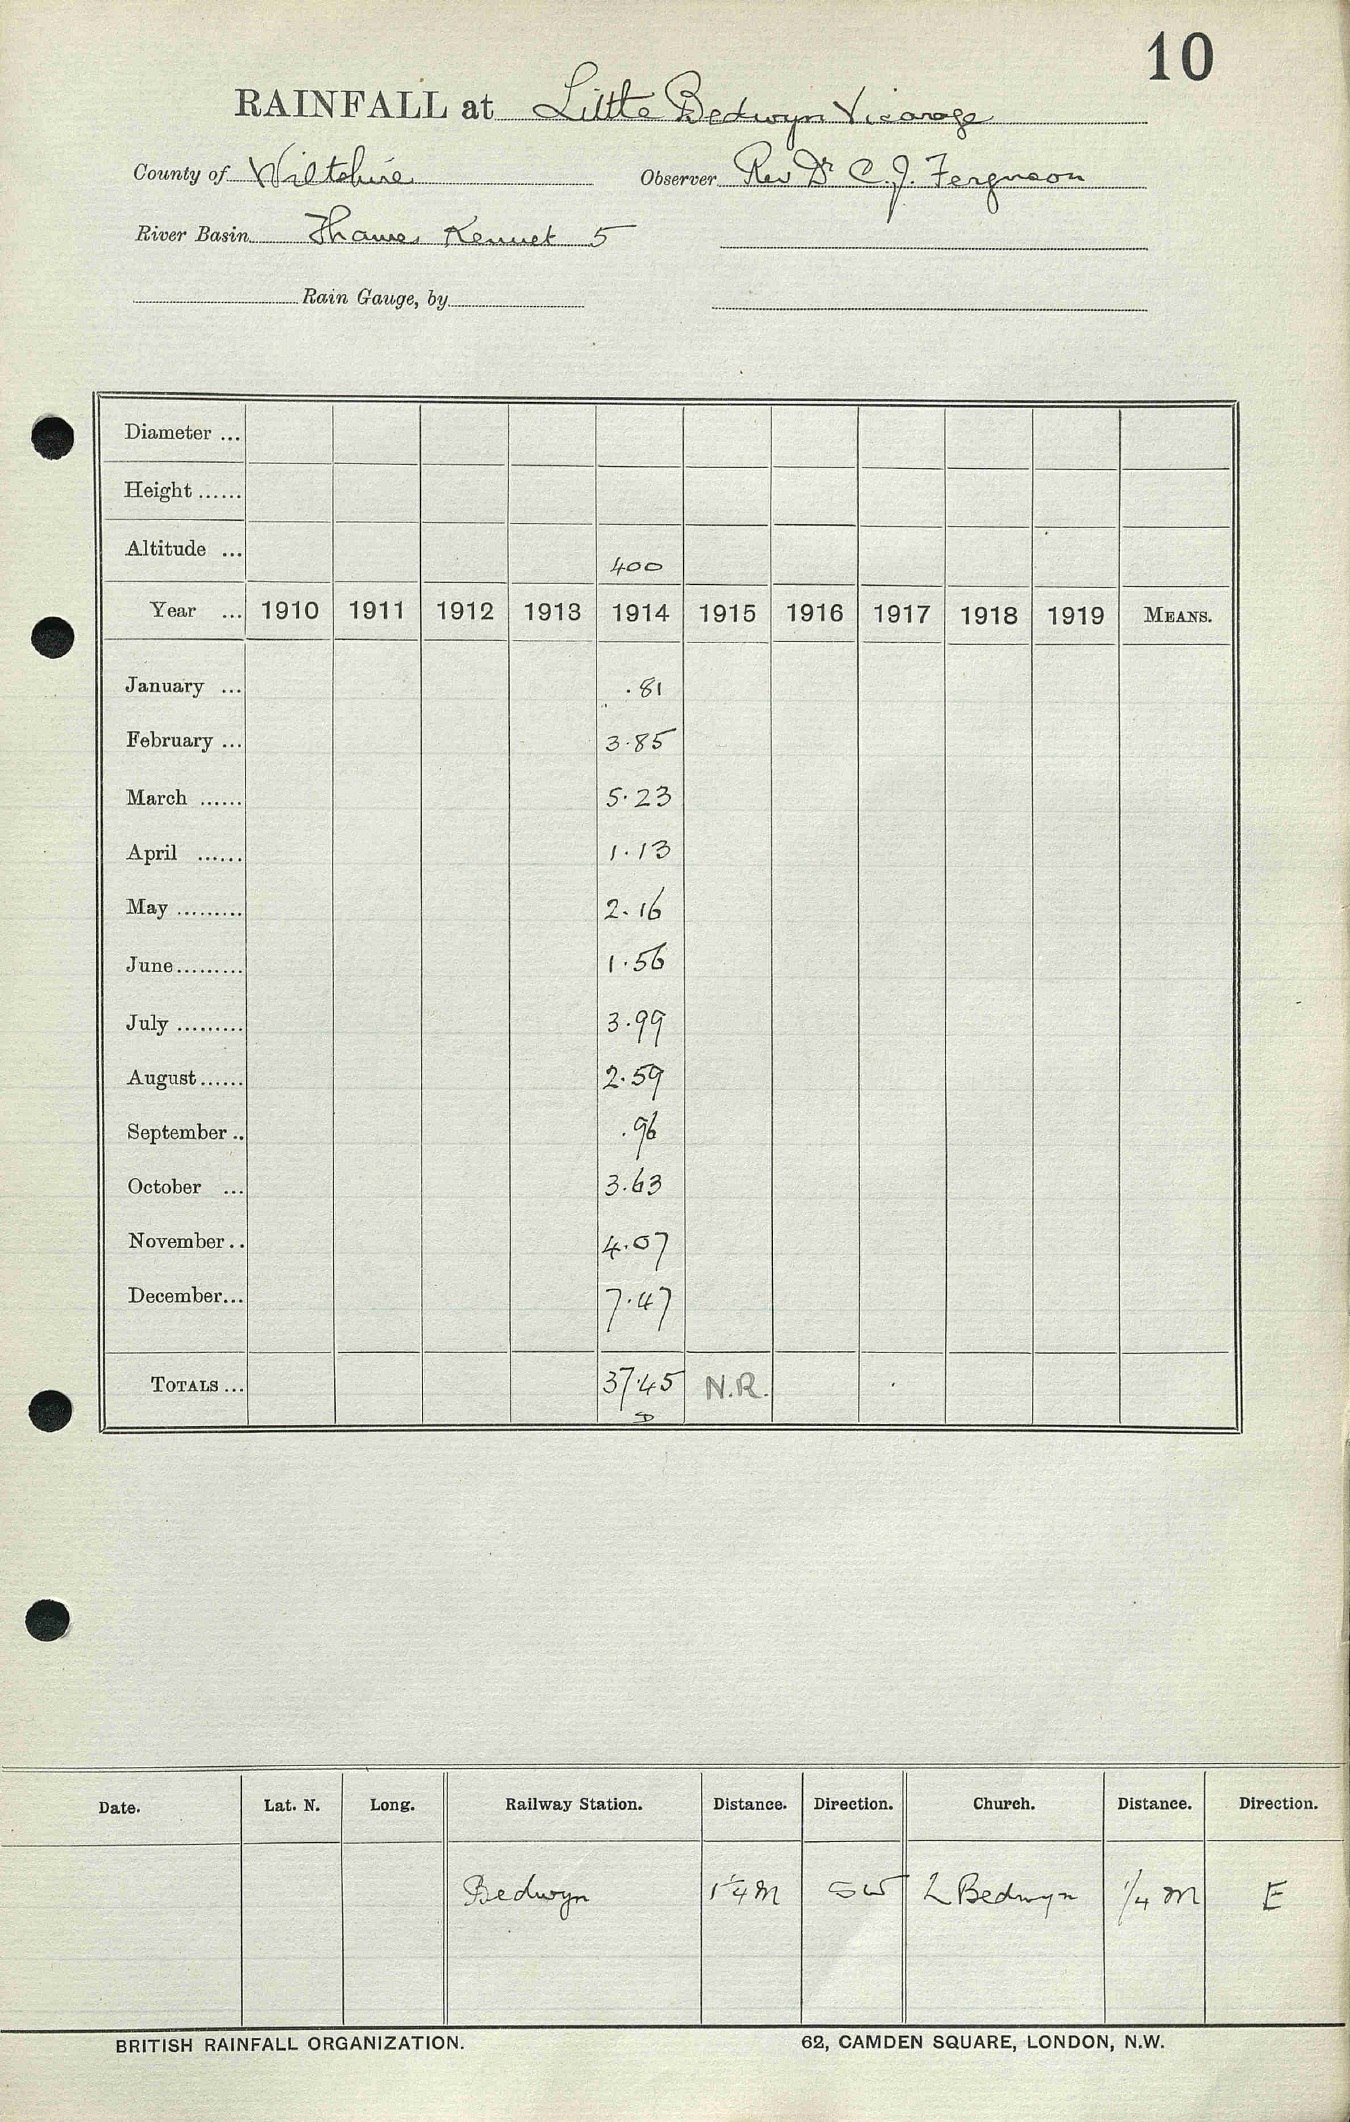 10
RAINFALL at Little Bedwyn Vicarage
County of Wiltshire Observer Rev Dr C. J. Ferguson
River Basin Thames Kennet 5
Rain Gauge, by
Diameter ...
Height ......
Altitude ... 400
Year ... 1910 1911 1912 1913 1914 1915 1916 1917 1918 1919 MEANS.
January ... .81
February ... 3.85
March ...... 5.23
April ...... 1.13
May ......... 2.16
June ......... 1.56
July ......... 3.99
August ...... 2.59
September .. .96
October ... 3.63
November .. 4.07
December ... 7.47
TOTALS ... 37.45 N.R.
D
Date. Lat. N. Long. Railway Station. Distance. Direction. Church. Distance. Direction.
Bedwyn 1 1/4 M SW L Bedwyn 1/4 M E
BRITISH RAINFALL ORGANIZATION. 62, CAMDEN SQUARE, LONDON, N.W.